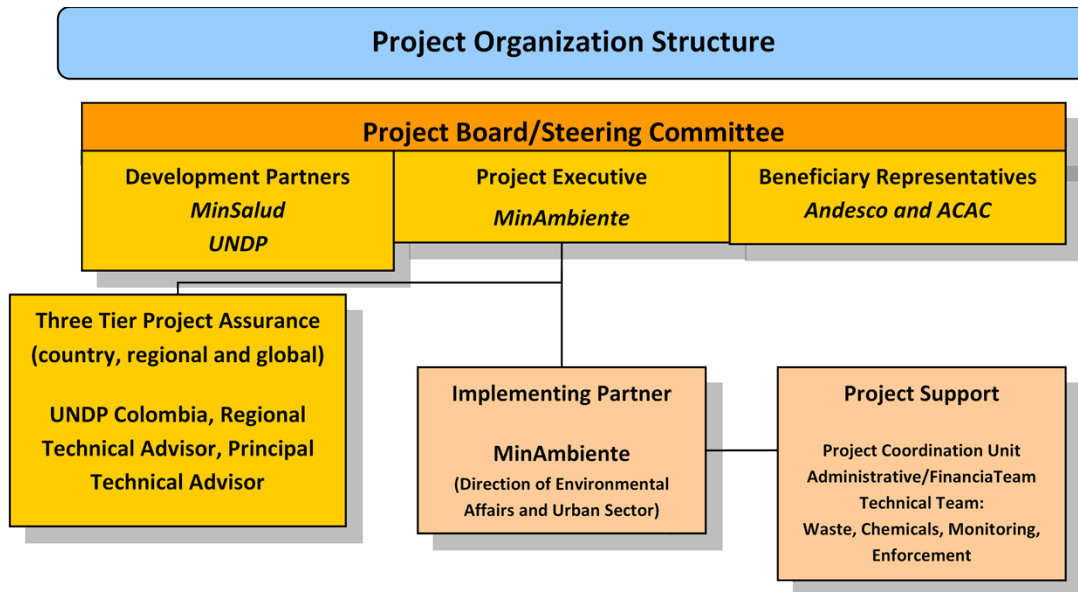 Project Organization Structure
Project Board/Steering Committee
Development Partners
MinSalud
UNDP
Project Executive
MinAmbiente
Beneficiary Representatives
Andesco and ACAC
Three Tier Project Assurance
(country, regional and global)
UNDP Colombia, Regional
Technical Advisor, Principal
Technical Advisor
Implementing Partner
MinAmbiente
(Direction of Environmental
Affairs and Urban Sector)
Project Support
Project Coordination Unit
Administrative/FinanciaTeam
Technical Team:
Waste, Chemicals, Monitoring,
Enforcement